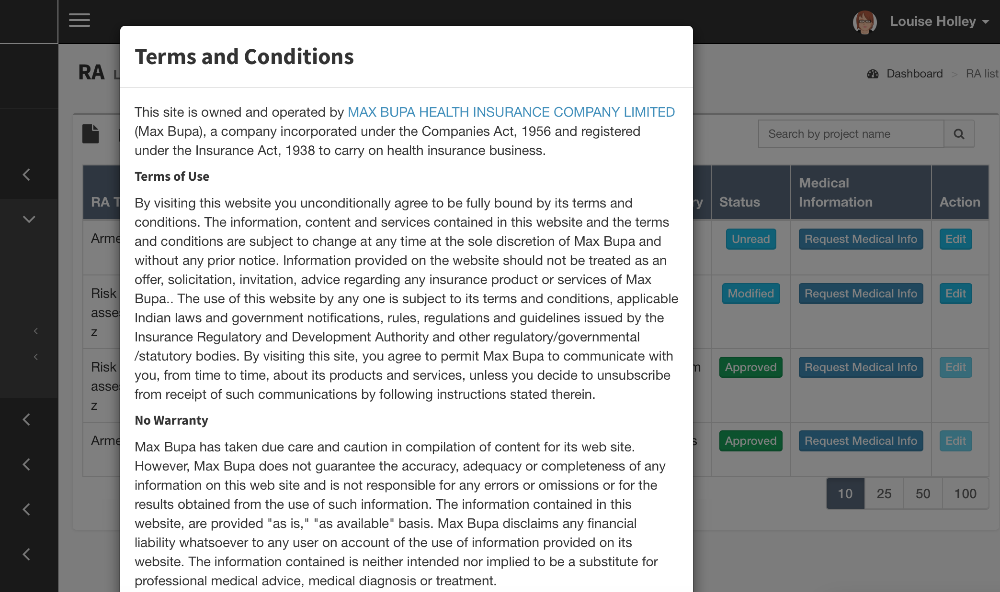 Louise Holley
RA
Dashboard > RA list
Terms and Conditions
This site is owned and operated by MAX BUPA HEALTH INSURANCE COMPANY LIMITED
(Max Bupa), a company incorporated under the Companies Act, 1956 and registered
under the Insurance Act, 1938 to carry on health insurance business.
Terms of Use
By visiting this website you unconditionally agree to be fully bound by its terms and
conditions. The information, content and services contained in this website and the terms
and conditions are subject to change at any time at the sole discretion of Max Bupa and
without any prior notice. Information provided on the website should not be treated as an
offer, solicitation, invitation, advice regarding any insurance product or services of Max
Bupa.. The use of this website by any one is subject to its terms and conditions, applicable
Indian laws and government notifications, rules, regulations and guidelines issued by the
Insurance Regulatory and Development Authority and other regulatory/governmental
/statutory bodies. By visiting this site, you agree to permit Max Bupa to communicate with
you, from time to time, about its products and services, unless you decide to unsubscribe
from receipt of such communications by following instructions stated therein.
No Warranty
Max Bupa has taken due care and caution in compilation of content for its web site.
However, Max Bupa does not guarantee the accuracy, adequacy or completeness of any
information on this web site and is not responsible for any errors or omissions or for the
results obtained from the use of such information. The information contained in this
website, are provided "as is," "as available" basis. Max Bupa disclaims any financial
liability whatsoever to any user on account of the use of information provided on its
website. The information contained is neither intended nor implied to be a substitute for
professional medical advice, medical diagnosis or treatment.
Search by project name
RA
Status
Medical
Information
Action
Unread Request Medical Info Edit
Risk
z
Modified Request Medical Info Edit
Risk
z
Approved Request Medical Info Edit
Approved Request Medical Info Edit
10 25 50 100